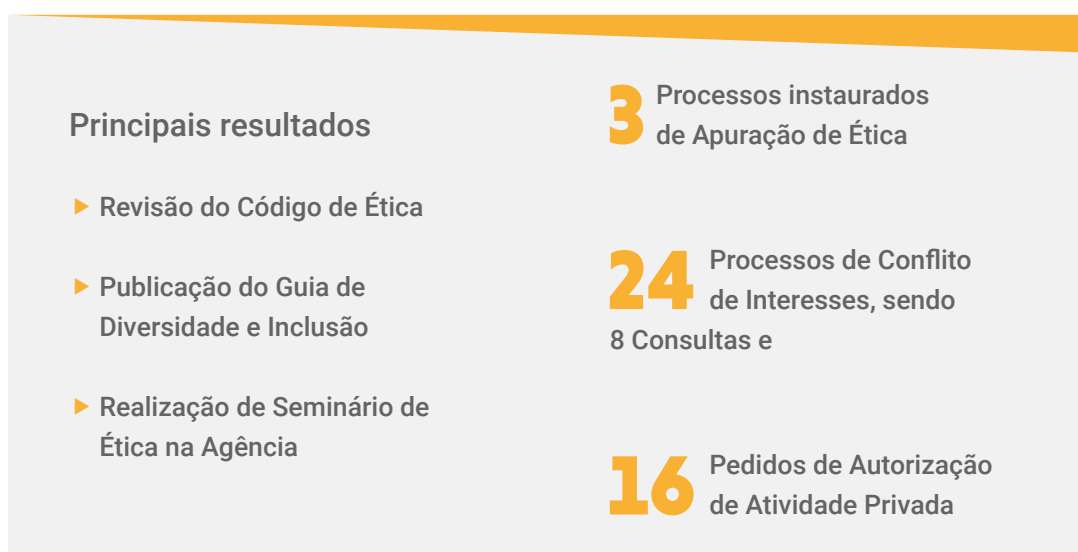 Principais resultados
Revisão do Código de Ética
Publicação do Guia de
Diversidade e Inclusão
Realização de Seminário de
Ética na Agência
3 Processos instaurados
de Apuração de Ética
24 Processos de Conflito
de Interesses, sendo
8 Consultas e
16 Pedidos de Autorização
de Atividade Privada